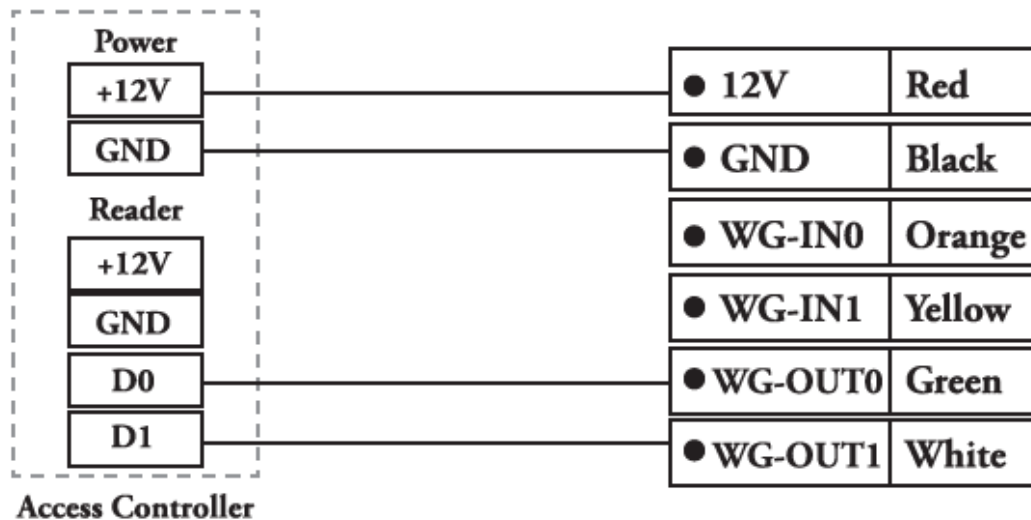 Power
+12V
GND
Reader
+12V
GND
D0
D1
Access Controller
12V Red
GND Black
WG-IN0 Orange
WG-IN1 Yellow
WG-OUT0 Green
WG-OUT1 White